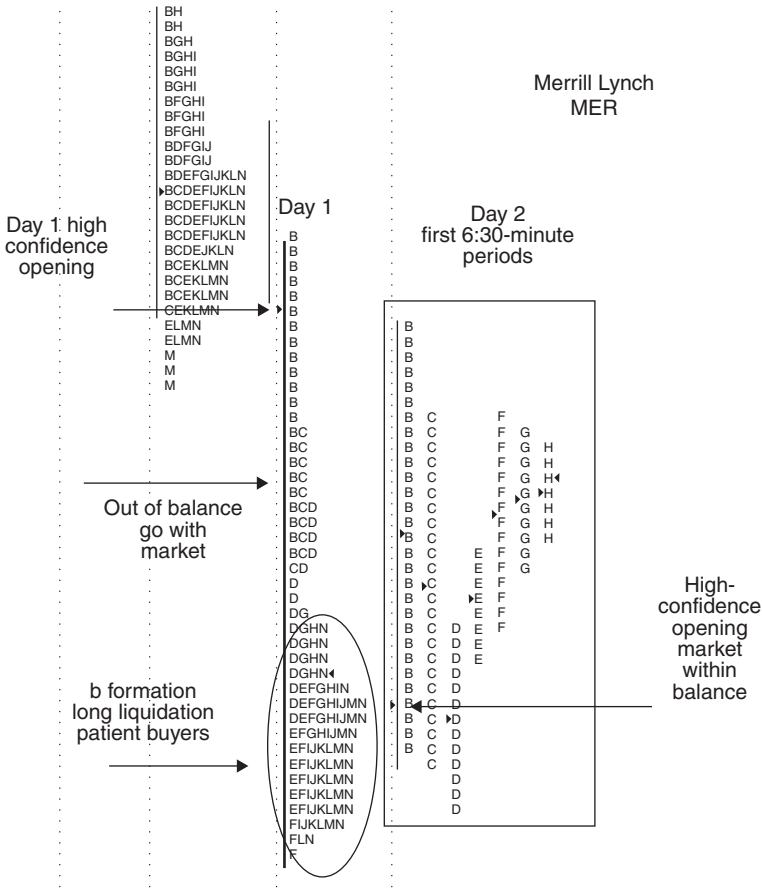 BH
BH
BGH
BGHI
BGHI
BGHI
BFGHI
BFGHI
BFGHI
BDFGIJ
BDFGIJ
BDEFGIJKLN
BCDEFIJKLN
BCDEFIJKLN
BCDEFIJKLN
BCDEFIJKLN
BCDEJKLN
BCEKLMN
BCEKLMN
BCEKLMN
CEKLMN
ELMN
ELMN
M
M
M
Merrill Lynch
MER
Day 1 high
confidence
opening
Out of balance
go with
market
b formation
long liquidation
patient buyers
Day 1
B
B
B
B
B
B
B
B
B
B
B
B
B
BC
BC
BC
BC
BC
BCD
BCD
BCD
BCD
CD
D
D
DG
DGHN
DGHN
DGHN
DGHN
DEFGHIN
DEFGHIJMN
DEFGHIJMN
EFGHIJMN
EFIJKLMN
EFIJKLMN
EFIJKLMN
EFIJKLMN
EFIJKLMN
FIJKLMN
FLN
F
Day 2
first 6:30-minute
periods
B
B
B
B
B
B
B C F
B C F G
B C F G H
B C F G H
B C F G H
B C F G H
B C F G H
B C F G H
B C F G H
B C E F G
B C E F G
B C E F
B C E F
B C E F
B C D E F
B C D E
B C D E
B C D
B C D
B C D
B C D
B C D
B C D
C D
D
D
D
High-
confidence
opening
market
within
balance